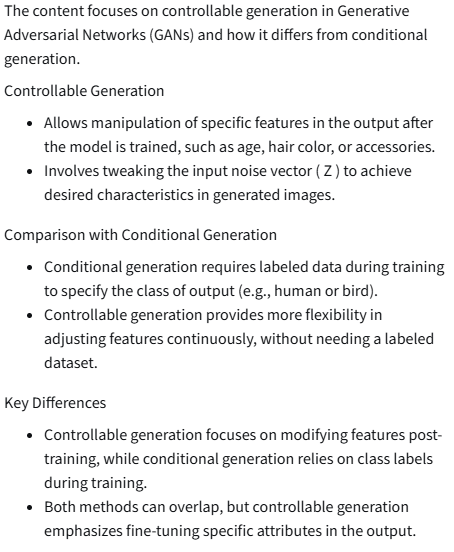 The content focuses on controllable generation in Generative
Adversarial Networks (GANs) and how it differs from conditional
generation.
Controllable Generation
• Allows manipulation of specific features in the output after
the model is trained, such as age, hair color, or accessories.
• Involves tweaking the input noise vector ( Z ) to achieve
desired characteristics in generated images.
Comparison with Conditional Generation
• Conditional generation requires labeled data during training
to specify the class of output (e.g., human or bird).
• Controllable generation provides more flexibility in
adjusting features continuously, without needing a labeled
dataset.
Key Differences
• Controllable generation focuses on modifying features post-
training, while conditional generation relies on class labels
during training.
• Both methods can overlap, but controllable generation
emphasizes fine-tuning specific attributes in the output.